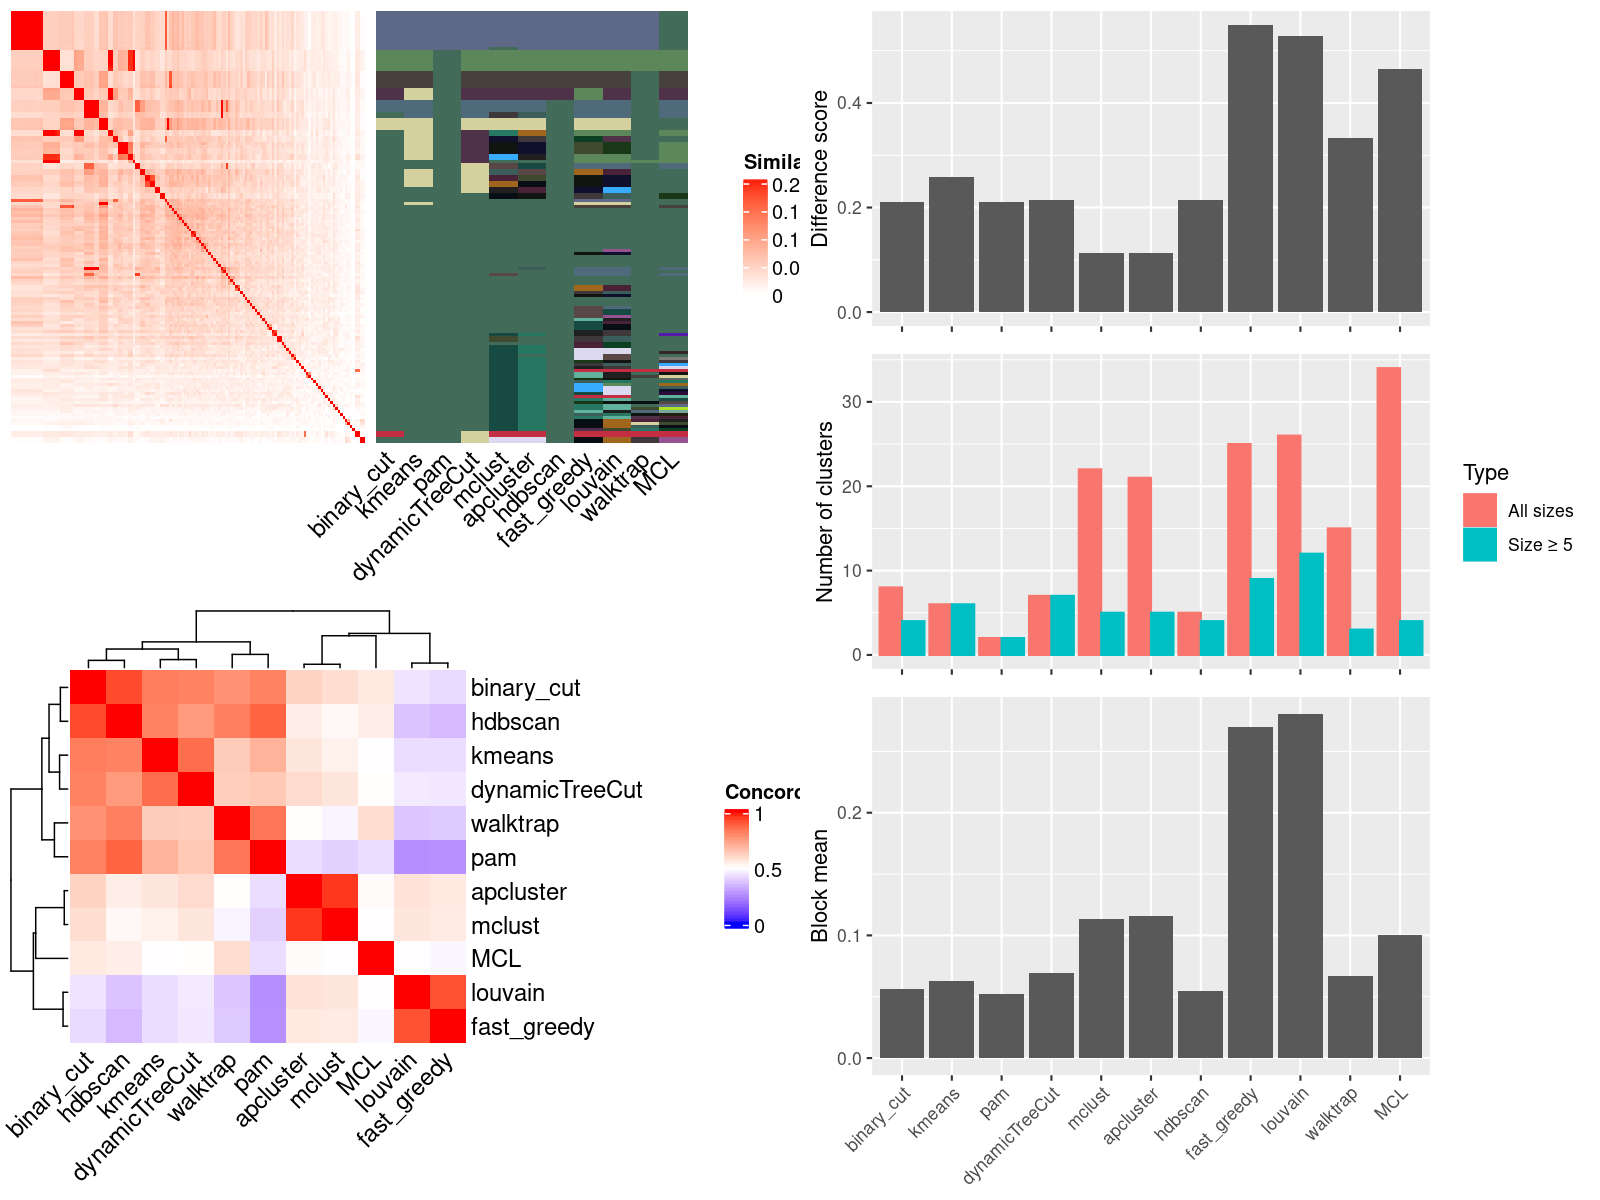 Simila
0.2
0.1
0.1
0.0
0
binary_cut
kmeans
pam
dynamicTreeCut
mclust
apcluster
hdbscan
fast_greedy
louvain
walktrap
MCL
binary_cut
hdbscan
kmeans
dynamicTreeCut
walktrap
pam
apcluster
mclust
MCL
louvain
fast_greedy
binary_cut
hdbscan
kmeans
dynamicTreeCut
walktrap
pam
apcluster
mclust
MCL
louvain
fast_greedy
Concord
1
0.5
0
Difference score
0.4
0.2
0.0
Number of clusters
30
20
10
0
Type
All sizes
Size ≥ 5
Block mean
0.2
0.1
0.0
binary_cut
kmeans
pam
dynamicTreeCut
mclust
apcluster
hdbscan
fast_greedy
louvain
walktrap
MCL